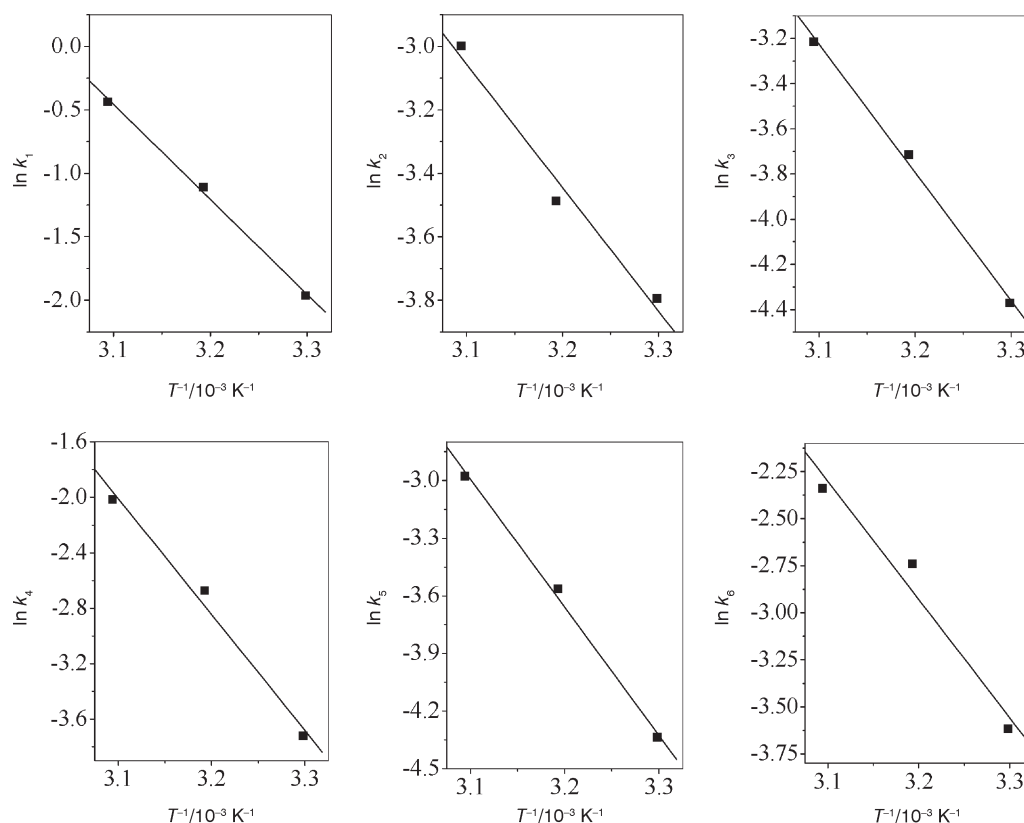 0.0
-0.5
-1.0
-1.5
-2.0
ln k₁
3.1 3.2 3.3
T⁻¹/10⁻³ K⁻¹
-3.0
-3.2
-3.4
-3.6
-3.8
ln k₂
3.1 3.2 3.3
T⁻¹/10⁻³ K⁻¹
-3.2
-3.4
-3.6
-3.8
-4.0
-4.2
-4.4
ln k₃
3.1 3.2 3.3
T⁻¹/10⁻³ K⁻¹
-1.6
-2.0
-2.4
-2.8
-3.2
-3.6
ln k₄
3.1 3.2 3.3
T⁻¹/10⁻³ K⁻¹
-3.0
-3.3
-3.6
-3.9
-4.2
-4.5
ln k₅
3.1 3.2 3.3
T⁻¹/10⁻³ K⁻¹
-2.25
-2.50
-2.75
-3.00
-3.25
-3.50
-3.75
ln k₆
3.1 3.2 3.3
T⁻¹/10⁻³ K⁻¹